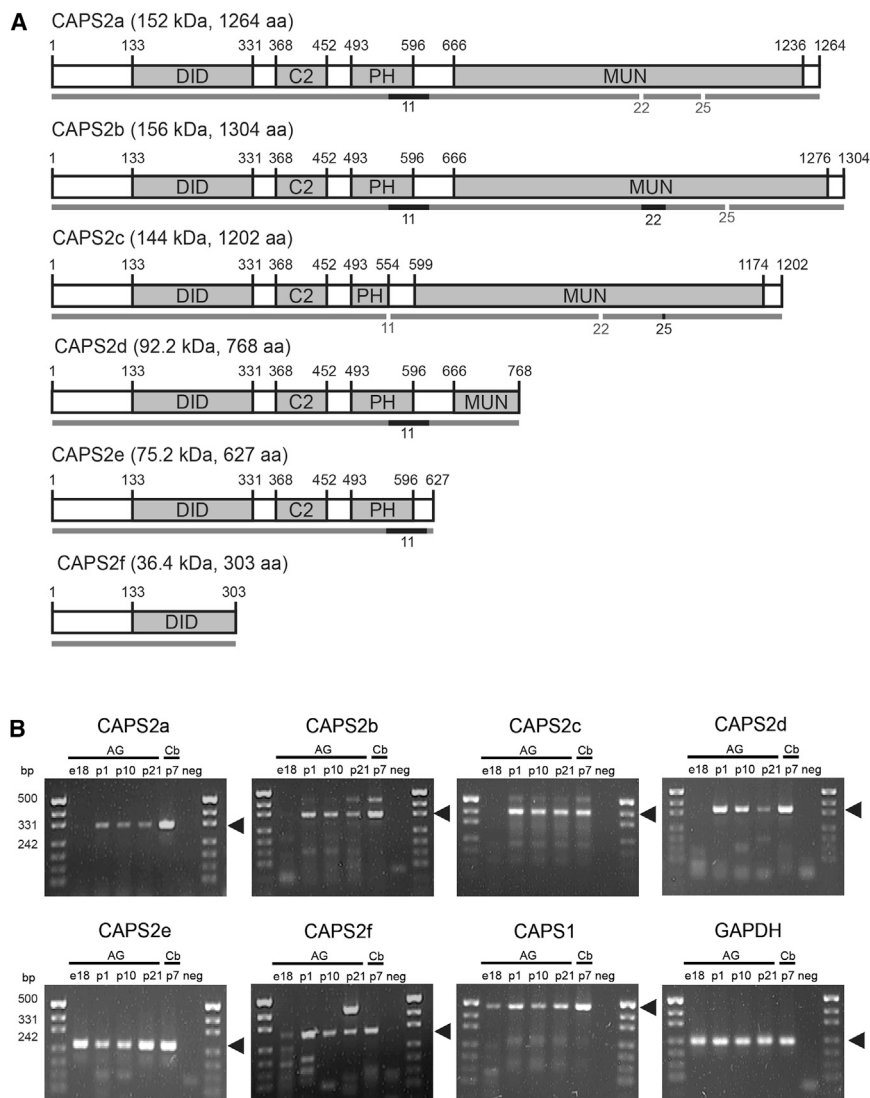 A
CAPS2a (152 kDa, 1264 aa)
1 133 331 368 452 493 596 666 1236 1264
DID C2 PH MUN
11 22 25
CAPS2b (156 kDa, 1304 aa)
1 133 331 368 452 493 596 666 1276 1304
DID C2 PH MUN
11 22 25
CAPS2c (144 kDa, 1202 aa)
1 133 331 368 452 493 554 599 1174 1202
DID C2 PH MUN
11 22 25
CAPS2d (92.2 kDa, 768 aa)
1 133 331 368 452 493 596 666 768
DID C2 PH MUN
11
CAPS2e (75.2 kDa, 627 aa)
1 133 331 368 452 493 596 627
DID C2 PH
11
CAPS2f (36.4 kDa, 303 aa)
1 133 303
DID
B
CAPS2a CAPS2b CAPS2c CAPS2d
AG Cb AG Cb AG Cb AG Cb
bp e18 p1 p10 p21 p7 neg e18 p1 p10 p21 p7 neg e18 p1 p10 p21 p7 neg e18 p1 p10 p21 p7 neg
500
331
242
CAPS2e CAPS2f CAPS1 GAPDH
AG Cb AG Cb AG Cb AG Cb
bp e18 p1 p10 p21 p7 neg e18 p1 p10 p21 p7 neg e18 p1 p10 p21 p7 neg e18 p1 p10 p21 p7 neg
500
331
242